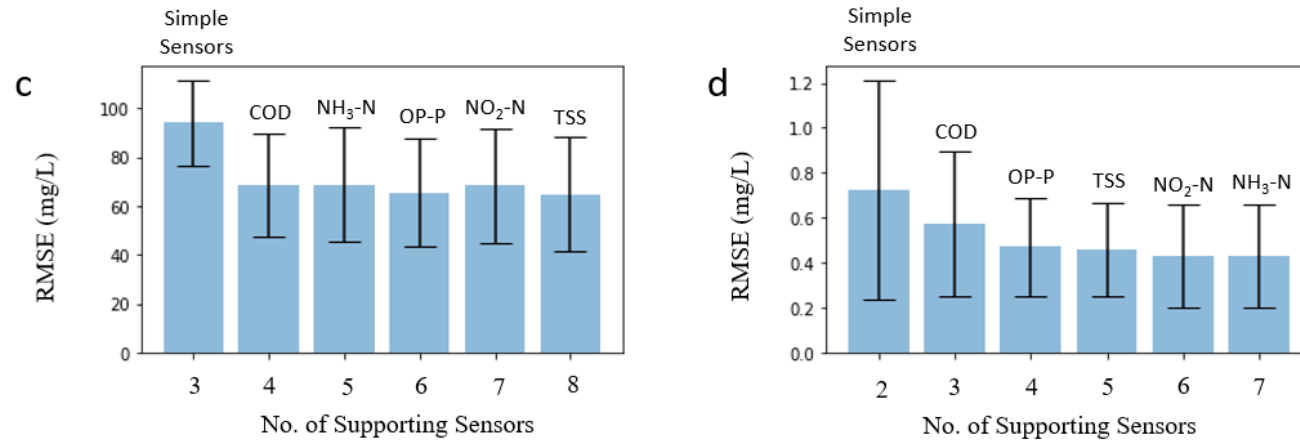 Simple
Sensors
c
RMSE (mg/L)
100
80
60
40
20
0
COD
NH₃-N
OP-P
NO₂-N
TSS
3 4 5 6 7 8
No. of Supporting Sensors
Simple
Sensors
d
RMSE (mg/L)
1.2
1.0
0.8
0.6
0.4
0.2
0.0
COD
OP-P
TSS
NO₂-N
NH₃-N
2 3 4 5 6 7
No. of Supporting Sensors